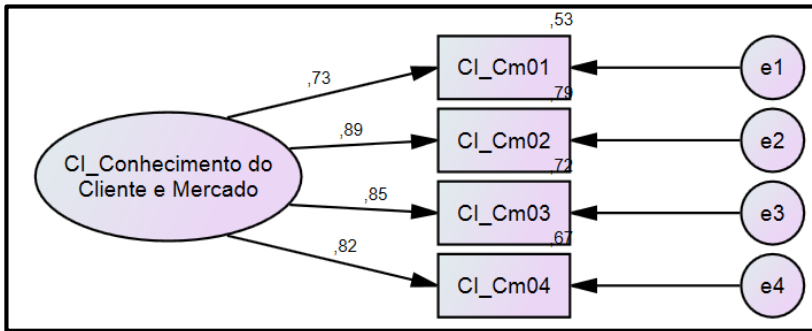 ,53
CI_Cm01
e1
,73
,79
CI_Cm02
e2
,89
CI_Conhecimento do
Cliente e Mercado
,72
CI_Cm03
e3
,85
,67
CI_Cm04
e4
,82